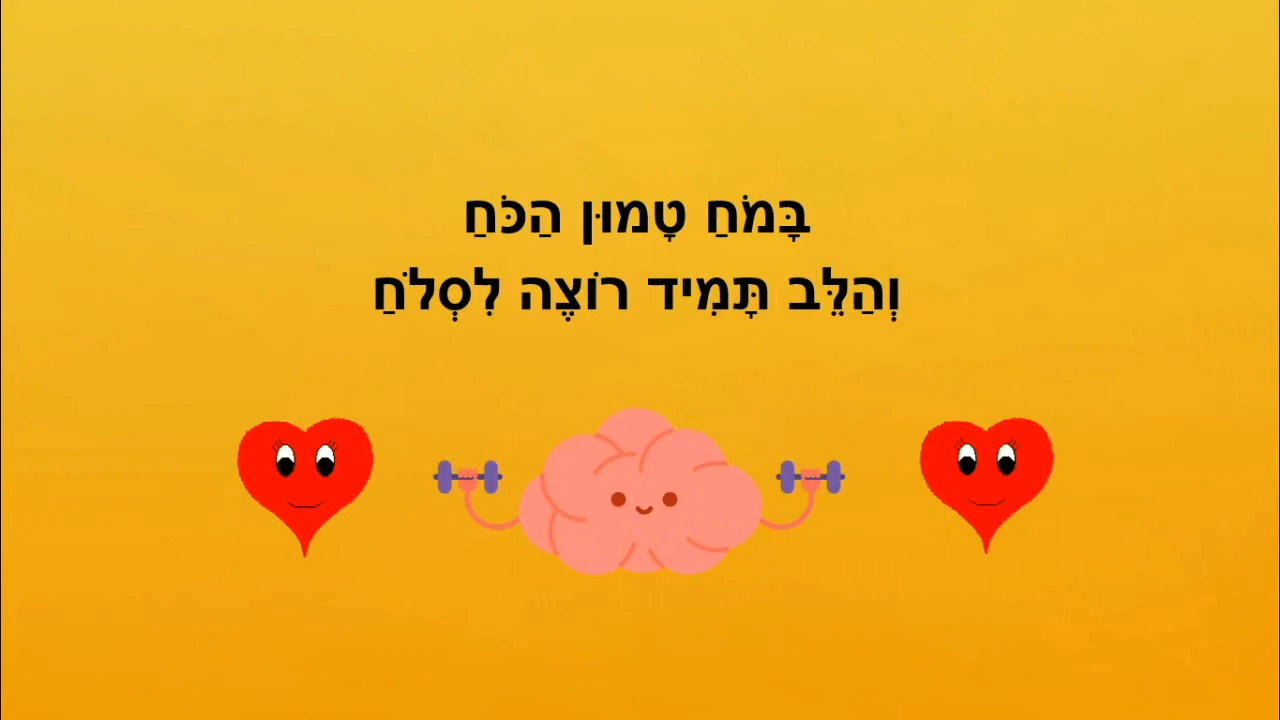 בָּמֹחַ טָמוּן הַכֹּחַ
וְהַלֵּב תָּמִיד רוֹצֶה לִסְלֹחַ